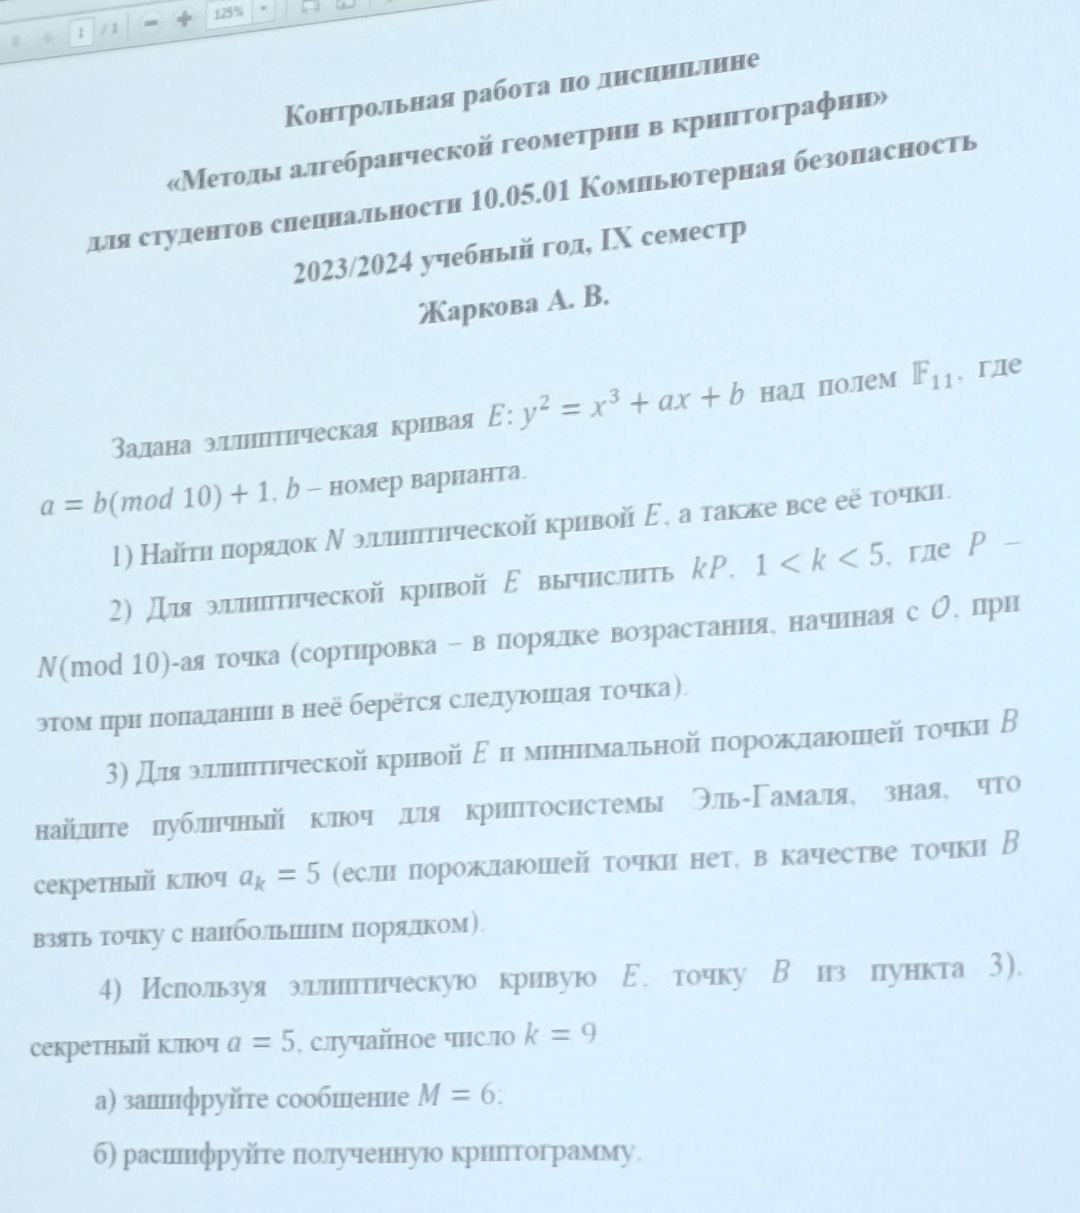 1 / 1 125%
Контрольная работа по дисциплине
«Методы алгебраической геометрии в криптографии»
для студентов специальности 10.05.01 Компьютерная безопасность
2023/2024 учебный год, IX семестр
Жаркова А. В.
Задана эллиптическая кривая E: y² = x³ + ax + b над полем 𝔽₁₁, где
a = b(mod 10) + 1, b – номер варианта.
1) Найти порядок N эллиптической кривой E, а также все её точки.
2) Для эллиптической кривой E вычислить kP, 1 < k < 5, где P –
N(mod 10)-ая точка (сортировка – в порядке возрастания, начиная с O, при
этом при попадании в неё берётся следующая точка).
3) Для эллиптической кривой E и минимальной порождающей точки B
найдите публичный ключ для криптосистемы Эль-Гамаля, зная, что
секретный ключ aₖ = 5 (если порождающей точки нет, в качестве точки B
взять точку с наибольшим порядком).
4) Используя эллиптическую кривую E, точку B из пункта 3),
секретный ключ a = 5, случайное число k = 9
а) зашифруйте сообщение M = 6;
б) расшифруйте полученную криптограмму.